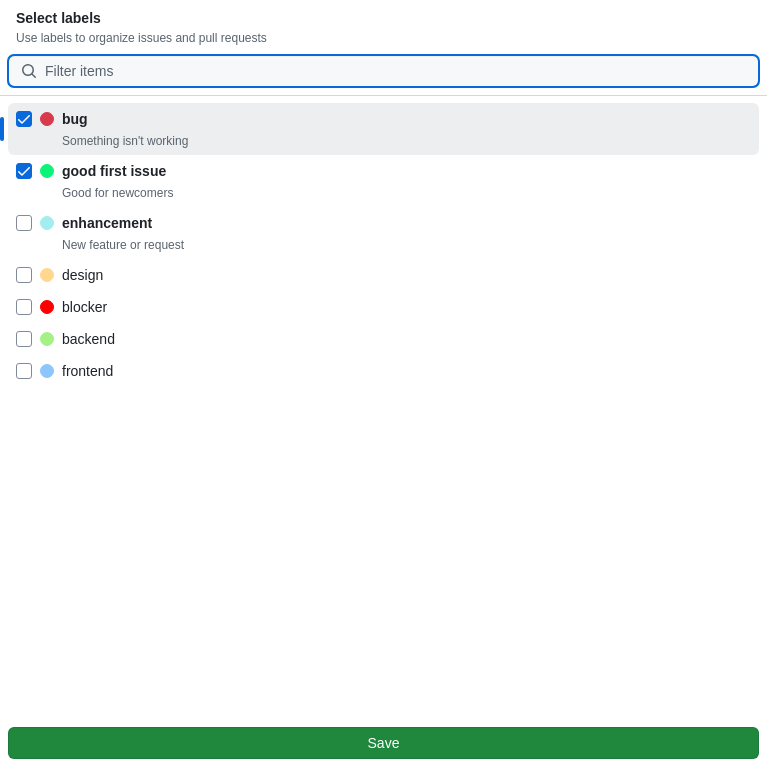 Select labels
Use labels to organize issues and pull requests
Filter items
bug
Something isn't working
good first issue
Good for newcomers
enhancement
New feature or request
design
blocker
backend
frontend
Save